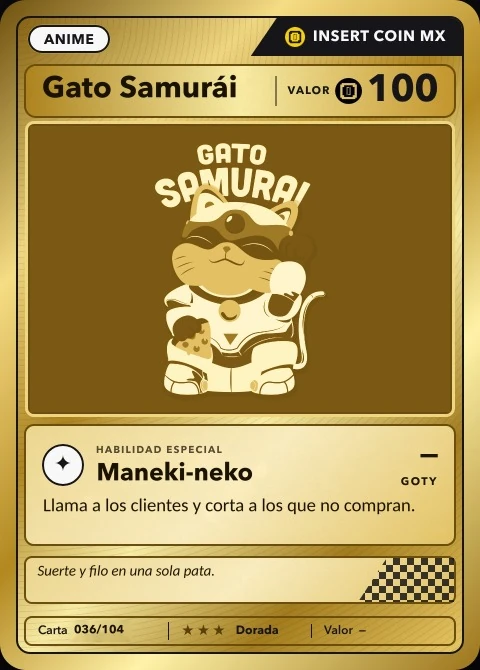 ANIME
INSERT COIN MX
Gato Samurái
VALOR 100
GATO
SAMURAI
HABILIDAD ESPECIAL
Maneki-neko
–
GOTY
Llama a los clientes y corta a los que no compran.
Suerte y filo en una sola pata.
Carta 036/104 ★ ★ ★ Dorada Valor –